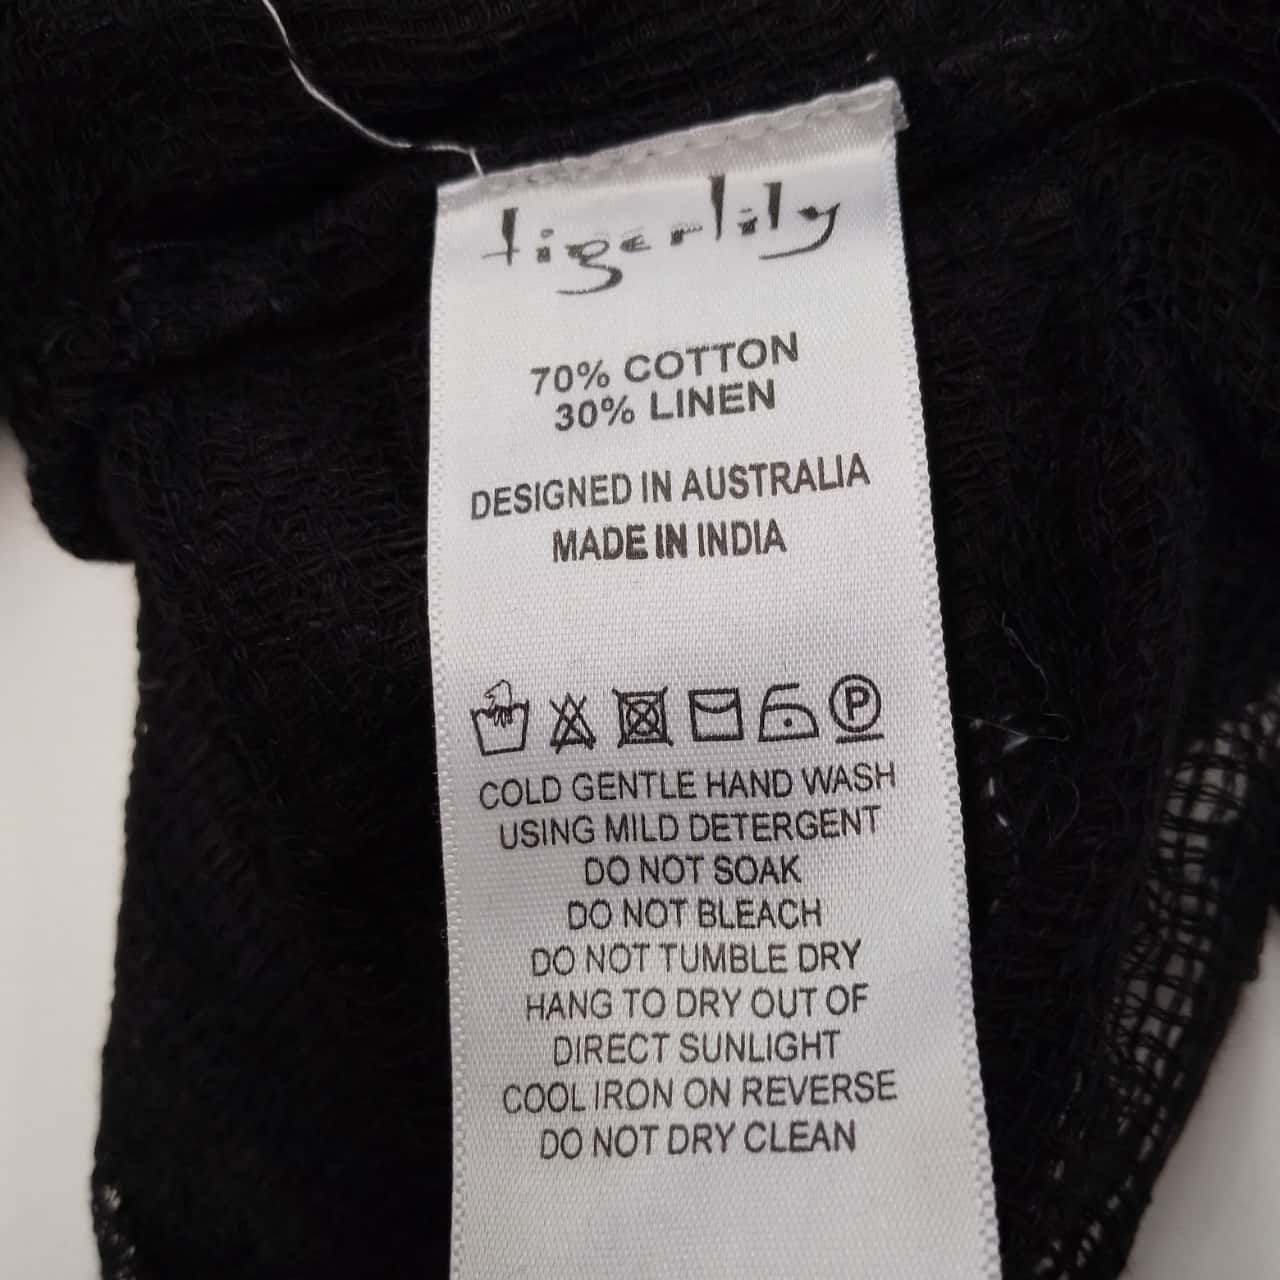 tigerlily
70% COTTON
30% LINEN
DESIGNED IN AUSTRALIA
MADE IN INDIA
P
COLD GENTLE HAND WASH
USING MILD DETERGENT
DO NOT SOAK
DO NOT BLEACH
DO NOT TUMBLE DRY
HANG TO DRY OUT OF
DIRECT SUNLIGHT
COOL IRON ON REVERSE
DO NOT DRY CLEAN